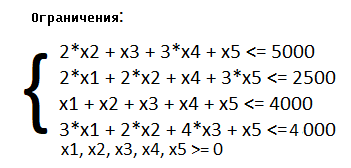 Ограничения:
2*x2 + x3 + 3*x4 + x5 <= 5000
2*x1 + 2*x2 + x4 + 3*x5 <= 2500
x1 + x2 + x3 + x4 + x5 <= 4000
3*x1 + 2*x2 + 4*x3 + x5 <=4 000
x1, x2, x3, x4, x5 >= 0